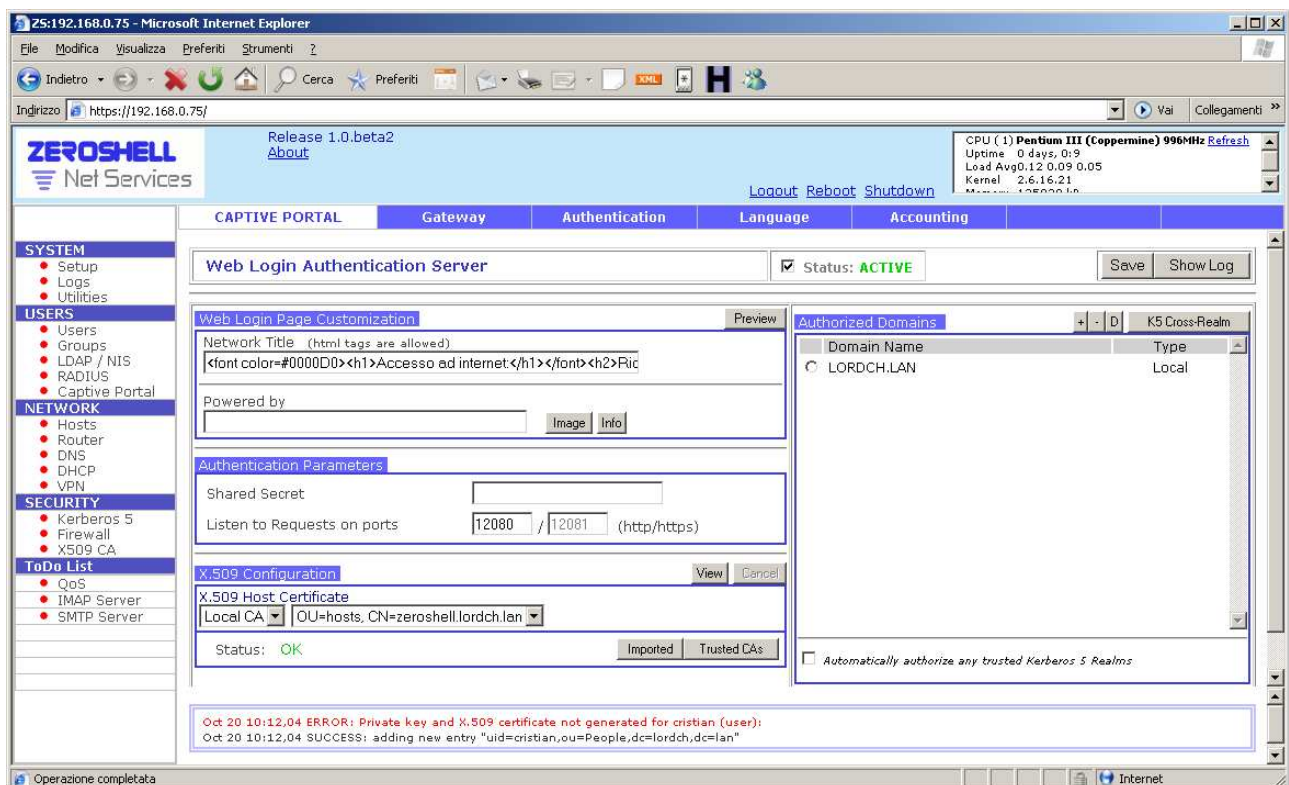 ZS:192.168.0.75 - Microsoft Internet Explorer
File Modifica Visualizza Preferiti Strumenti ?
Indietro Cerca Preferiti XML H
Indirizzo https://192.168.0.75/ Vai Collegamenti »
ZEROSHELL
Net Services
Release 1.0.beta2
About
Logout Reboot Shutdown
CPU ( 1) Pentium III (Coppermine) 996MHz Refresh
Uptime 0 days, 0:9
Load Avg0.12 0.09 0.05
Kernel 2.6.16.21
CAPTIVE PORTAL Gateway Authentication Language Accounting
SYSTEM
Setup
Logs
Utilities
USERS
Users
Groups
LDAP / NIS
RADIUS
Captive Portal
NETWORK
Hosts
Router
DNS
DHCP
VPN
SECURITY
Kerberos 5
Firewall
X509 CA
ToDo List
QoS
IMAP Server
SMTP Server
Web Login Authentication Server Status: ACTIVE Save Show Log
Web Login Page Customization Preview
Network Title (html tags are allowed)
<font color=#0000D0><h1>Accesso ad internet:</h1></font><h2>Ric
Powered by
Image Info
Authentication Parameters
Shared Secret
Listen to Requests on ports 12080 / 12081 (http/https)
X.509 Configuration View Cancel
X.509 Host Certificate
Local CA OU=hosts, CN=zeroshell.lordch.lan
Status: OK Imported Trusted CAs
Authorized Domains + - D K5 Cross-Realm
Domain Name Type
LORDCH.LAN Local
Automatically authorize any trusted Kerberos 5 Realms
Oct 20 10:12,04 ERROR: Private key and X.509 certificate not generated for cristian (user):
Oct 20 10:12,04 SUCCESS: adding new entry "uid=cristian,ou=People,dc=lordch,dc=lan"
Operazione completata Internet